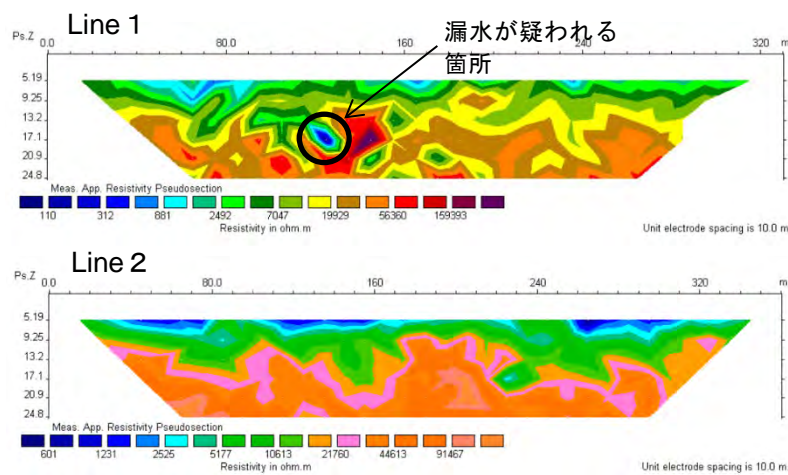 Line 1
漏水が疑われる
箇所
Ps.Z 0.0 80.0 160 240 320 m
5.19
9.25
13.2
17.1
20.9
24.8
Meas. App. Resistivity Pseudosection
110 312 881 2492 7047 19929 56360 159393
Resistivity in ohm.m
Unit electrode spacing is 10.0 m
Line 2
Ps.Z 0.0 80.0 160 240 320 m
5.19
9.25
13.2
17.1
20.9
24.8
Meas. App. Resistivity Pseudosection
601 1231 2525 5177 10613 21760 44613 91467
Resistivity in ohm.m
Unit electrode spacing is 10.0 m